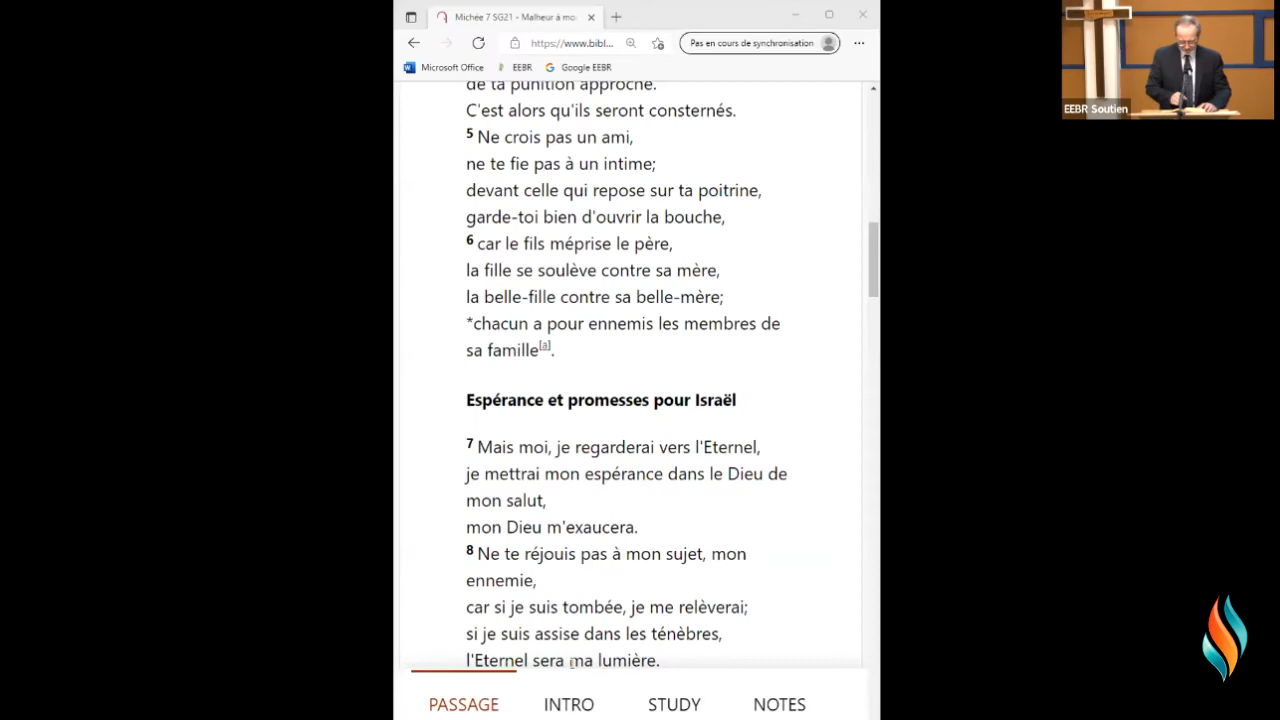 Michée 7 SG21 - Malheur à mo
https://www.bibl...
Pas en cours de synchronisation
Microsoft Office
EEBR
Google EEBR
de ta punition approche.
C'est alors qu'ils seront consternés.
5 Ne crois pas un ami,
ne te fie pas à un intime;
devant celle qui repose sur ta poitrine,
garde-toi bien d'ouvrir la bouche,
6 car le fils méprise le père,
la fille se soulève contre sa mère,
la belle-fille contre sa belle-mère;
*chacun a pour ennemis les membres de
sa famille[a].
Espérance et promesses pour Israël
7 Mais moi, je regarderai vers l'Eternel,
je mettrai mon espérance dans le Dieu de
mon salut,
mon Dieu m'exaucera.
8 Ne te réjouis pas à mon sujet, mon
ennemie,
car si je suis tombée, je me relèverai;
si je suis assise dans les ténèbres,
l'Eternel sera ma lumière.
PASSAGE
INTRO
STUDY
NOTES
EEBR Soutien